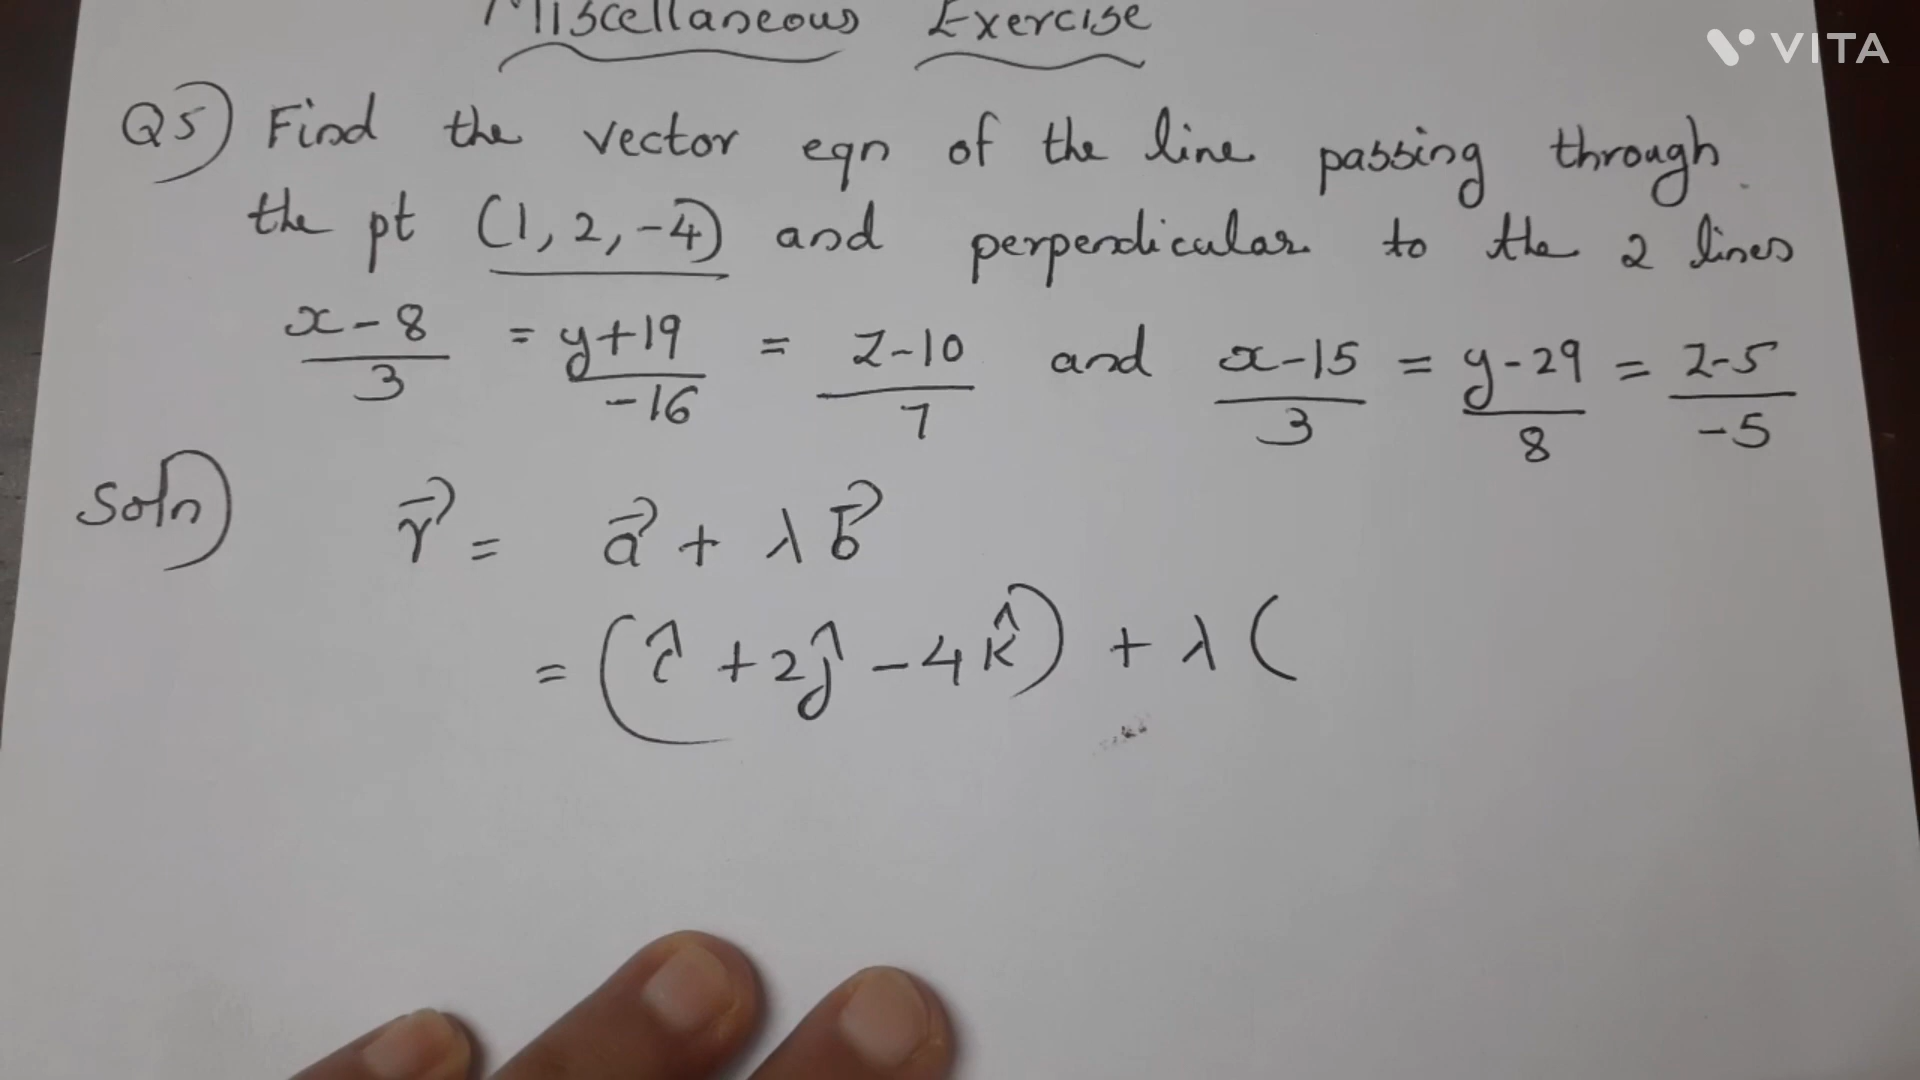 Miscellaneous Exercise
VITA
Q5) Find the vector eqn of the line passing through
the pt (1, 2, -4) and perpendicular to the 2 lines
x-8/3 = y+19/-16 = z-10/7 and x-15/3 = y-29/8 = z-5/-5
Soln) r⃗ = a⃗ + λb⃗
= (î + 2ĵ - 4k̂) + λ (